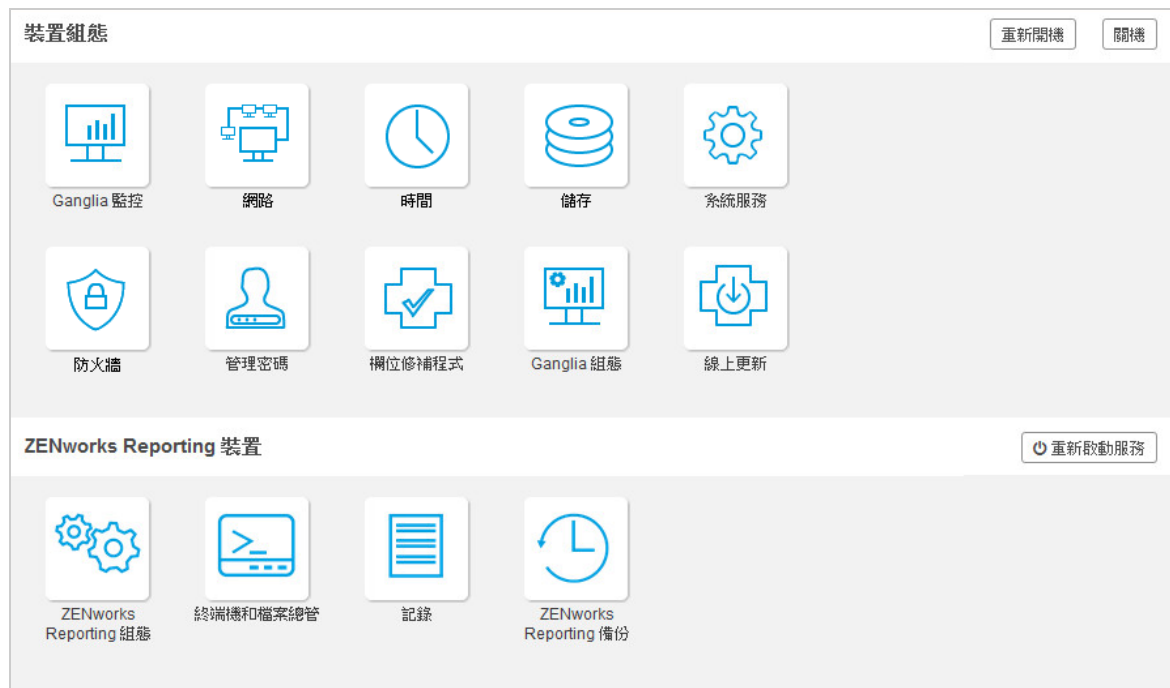 裝置組態
重新開機
關機
Ganglia 監控
網路
時間
儲存
系統服務
防火牆
管理密碼
欄位修補程式
Ganglia 組態
線上更新
ZENworks Reporting 裝置
重新啟動服務
ZENworks
Reporting 組態
終端機和檔案總管
記錄
ZENworks
Reporting 備份